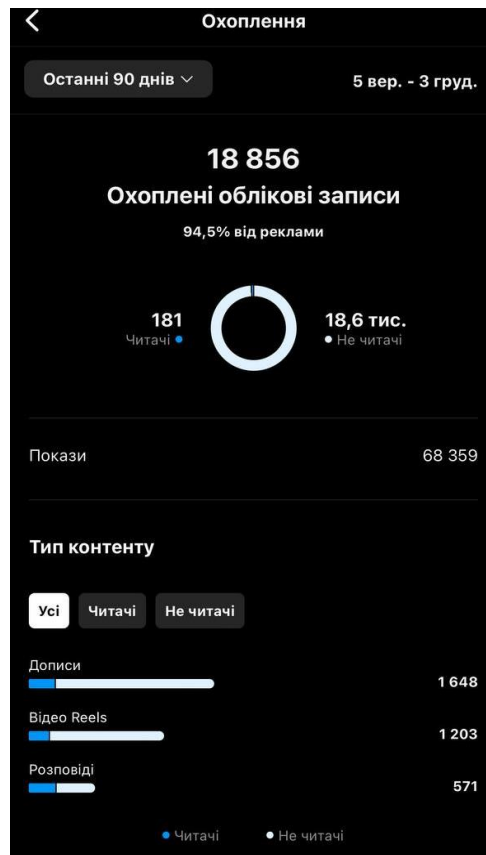 Охоплення
Останні 90 днів
5 вер. - 3 груд.
18 856
Охоплені облікові записи
94,5% від реклами
181
Читачі
18,6 тис.
Не читачі
Покази
68 359
Тип контенту
Усі
Читачі
Не читачі
Дописи
1 648
Відео Reels
1 203
Розповіді
571
Читачі
Не читачі